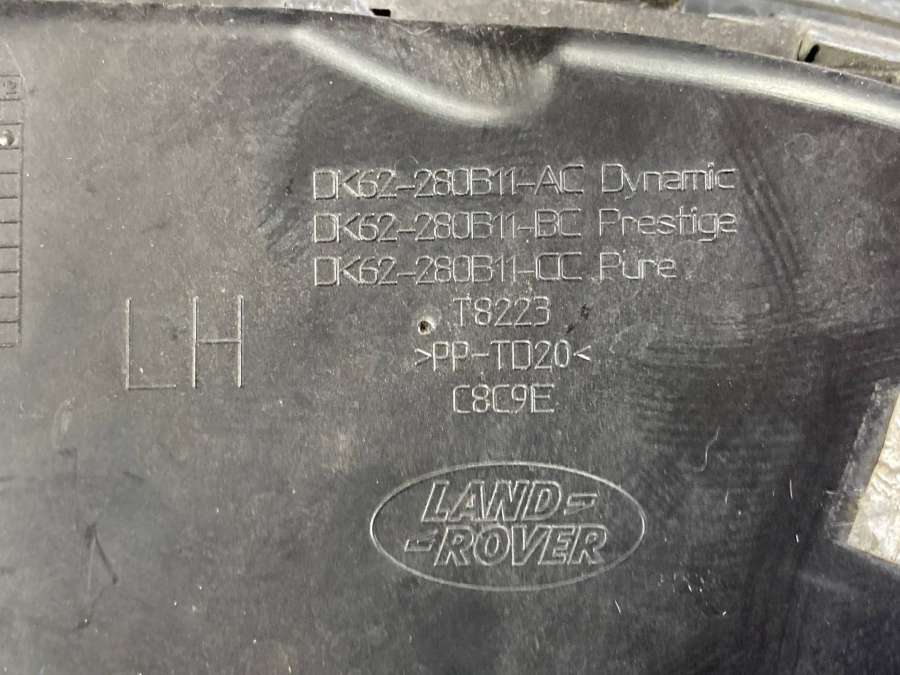 DK62-280B11-AC Dynamic
DK62-280B11-BC Prestige
DK62-280B11-CC Pure
T8223
LH
>PP-TD20<
C8C9E
LAND
ROVER
12